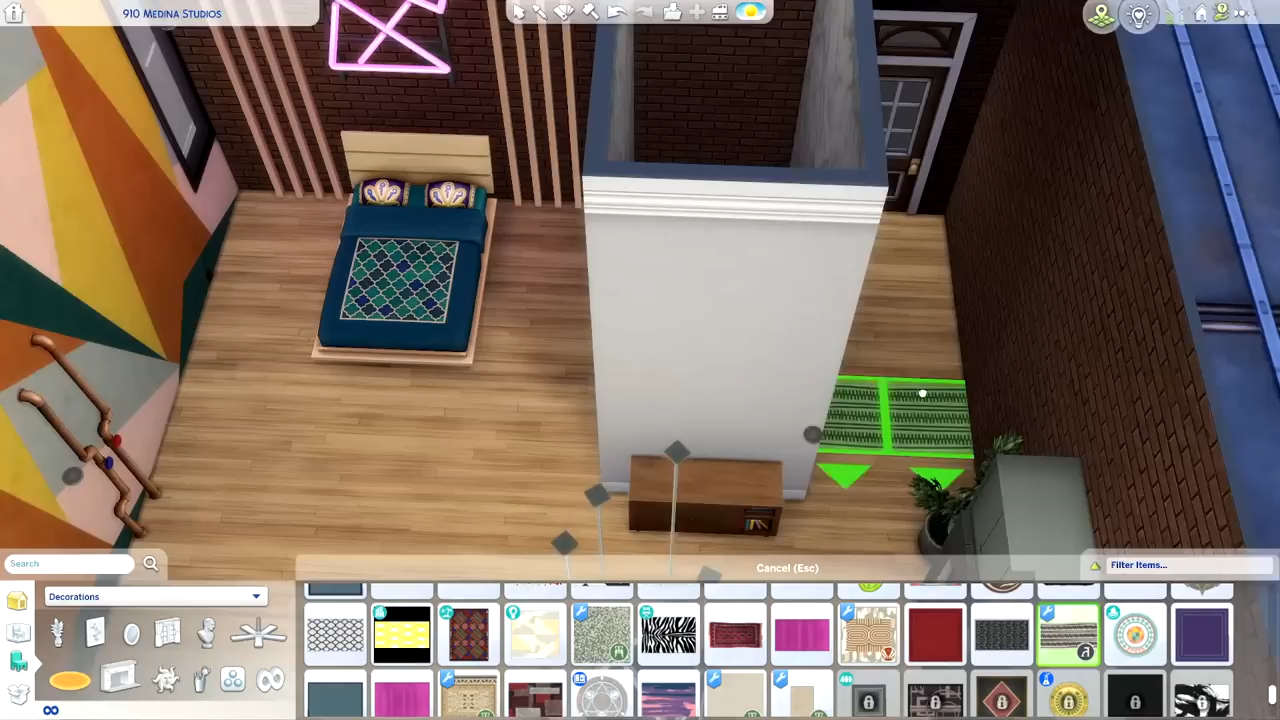 910 Medina Studios
Search
Cancel (Esc)
Filter Items...
Decorations